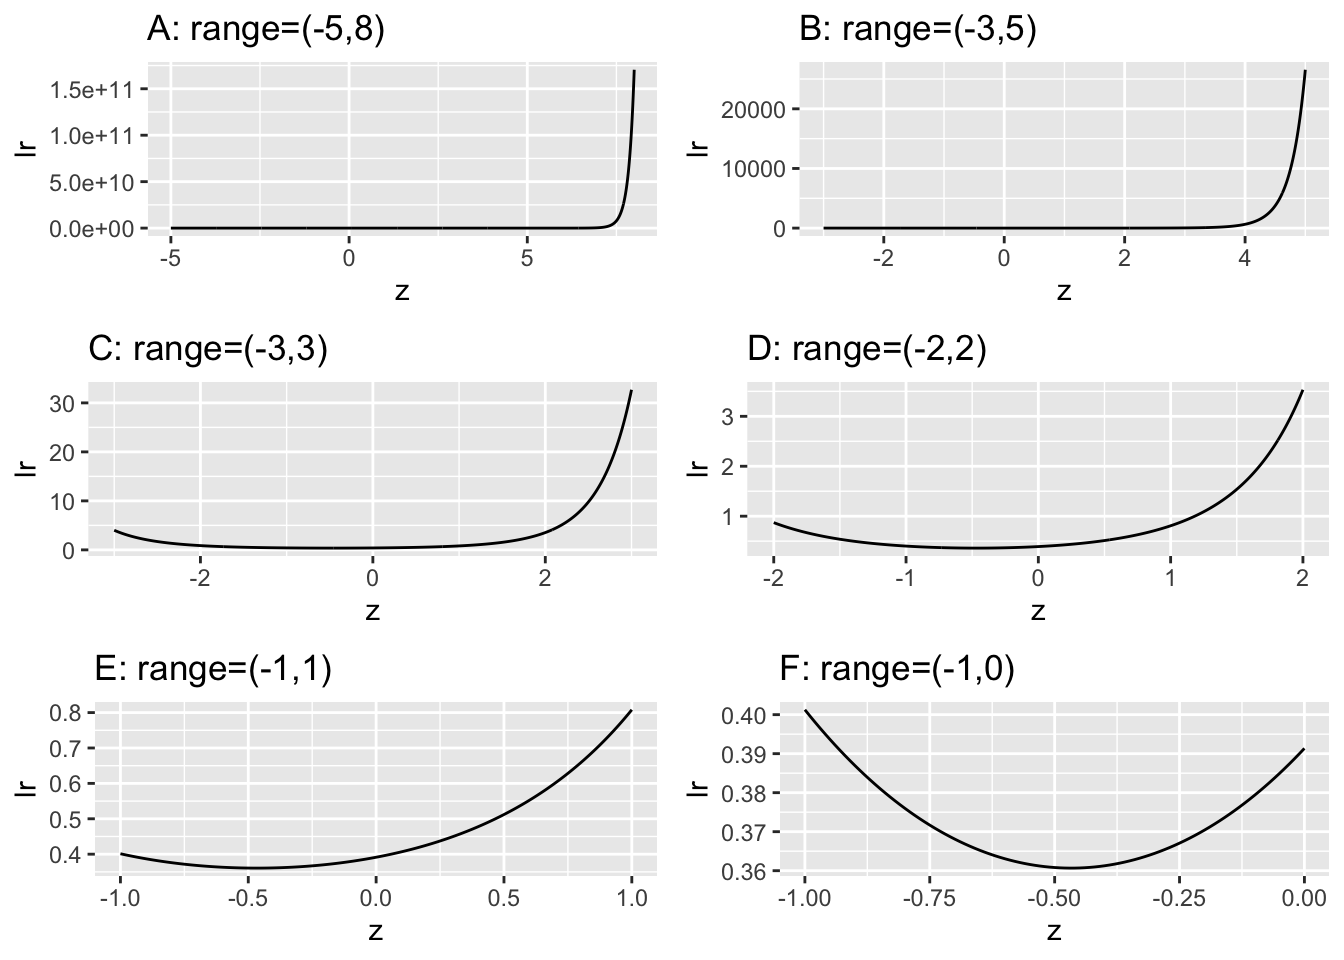 A: range=(-5,8)
1.5e+11
1.0e+11
5.0e+10
0.0e+00
lr
-5 0 5
z
B: range=(-3,5)
20000
10000
0
lr
-2 0 2 4
z
C: range=(-3,3)
30
20
10
0
lr
-2 0 2
z
D: range=(-2,2)
3
2
1
lr
-2 -1 0 1 2
z
E: range=(-1,1)
0.8
0.7
0.6
0.5
0.4
lr
-1.0 -0.5 0.0 0.5 1.0
z
F: range=(-1,0)
0.40
0.39
0.38
0.37
0.36
lr
-1.00 -0.75 -0.50 -0.25 0.00
z